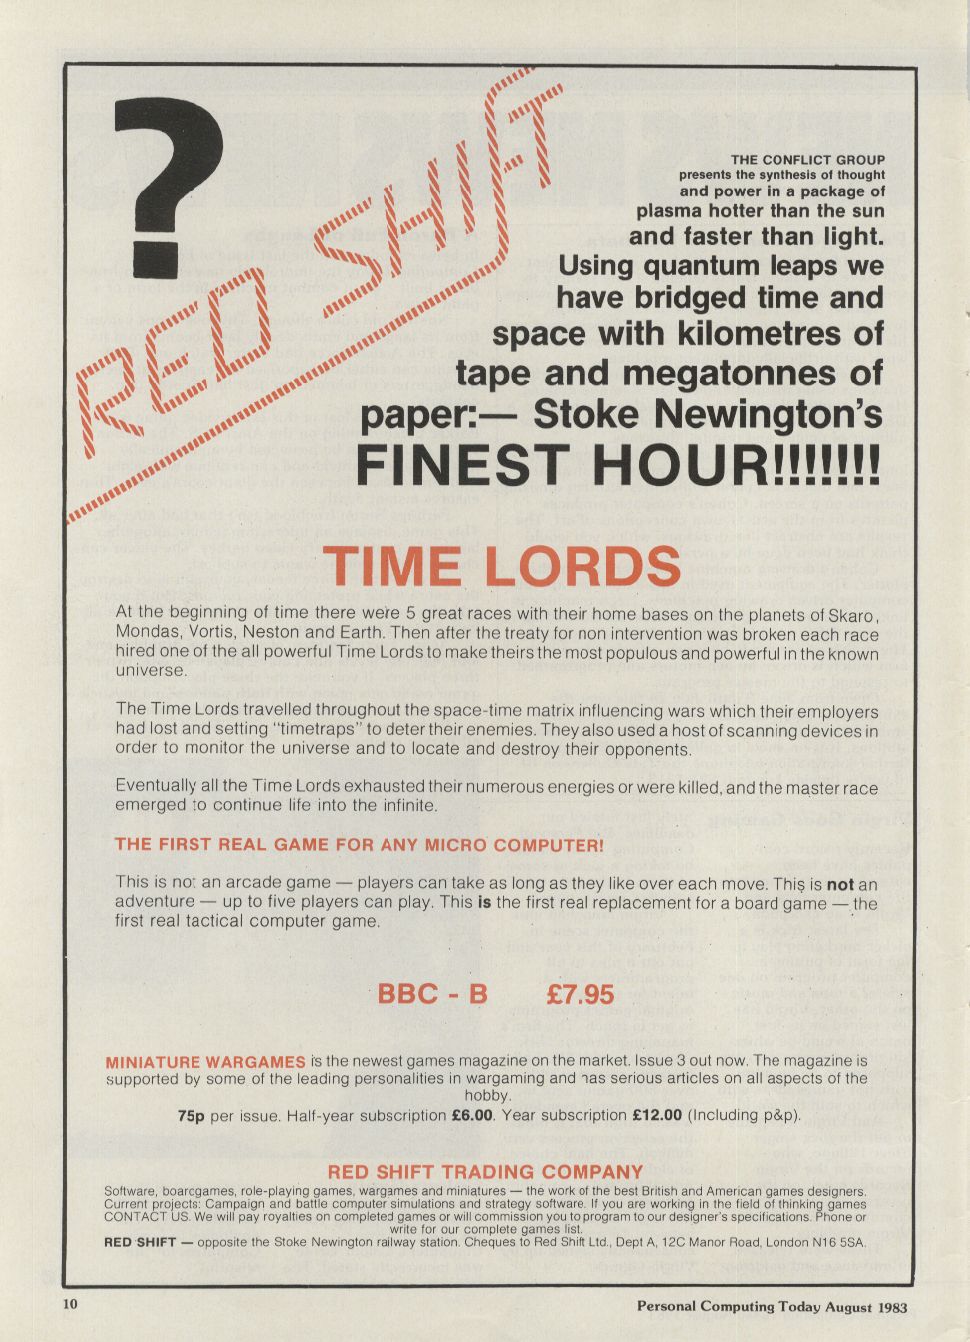 ?
RED SHIFT
THE CONFLICT GROUP
presents the synthesis of thought
and power in a package of
plasma hotter than the sun
and faster than light.
Using quantum leaps we
have bridged time and
space with kilometres of
tape and megatonnes of
paper:— Stoke Newington's
FINEST HOUR!!!!!!!
TIME LORDS
At the beginning of time there were 5 great races with their home bases on the planets of Skaro,
Mondas, Vortis, Neston and Earth. Then after the treaty for non intervention was broken each race
hired one of the all powerful Time Lords to make theirs the most populous and powerful in the known
universe.
The Time Lords travelled throughout the space-time matrix influencing wars which their employers
had lost and setting "timetraps" to deter their enemies. They also used a host of scanning devices in
order to monitor the universe and to locate and destroy their opponents.
Eventually all the Time Lords exhausted their numerous energies or were killed, and the master race
emerged to continue life into the infinite.
THE FIRST REAL GAME FOR ANY MICRO COMPUTER!
This is not an arcade game — players can take as long as they like over each move. This is not an
adventure — up to five players can play. This is the first real replacement for a board game — the
first real tactical computer game.
BBC - B £7.95
MINIATURE WARGAMES is the newest games magazine on the market. Issue 3 out now. The magazine is
supported by some of the leading personalities in wargaming and has serious articles on all aspects of the
hobby.
75p per issue. Half-year subscription £6.00. Year subscription £12.00 (Including p&p).
RED SHIFT TRADING COMPANY
Software, boardgames, role-playing games, wargames and miniatures — the work of the best British and American games designers.
Current projects: Campaign and battle computer simulations and strategy software. If you are working in the field of thinking games
CONTACT US. We will pay royalties on completed games or will commission you to program to our designer's specifications. Phone or
write for our complete games list.
RED SHIFT — opposite the Stoke Newington railway station. Cheques to Red Shift Ltd., Dept A, 12C Manor Road, London N16 5SA.
10
Personal Computing Today August 1983